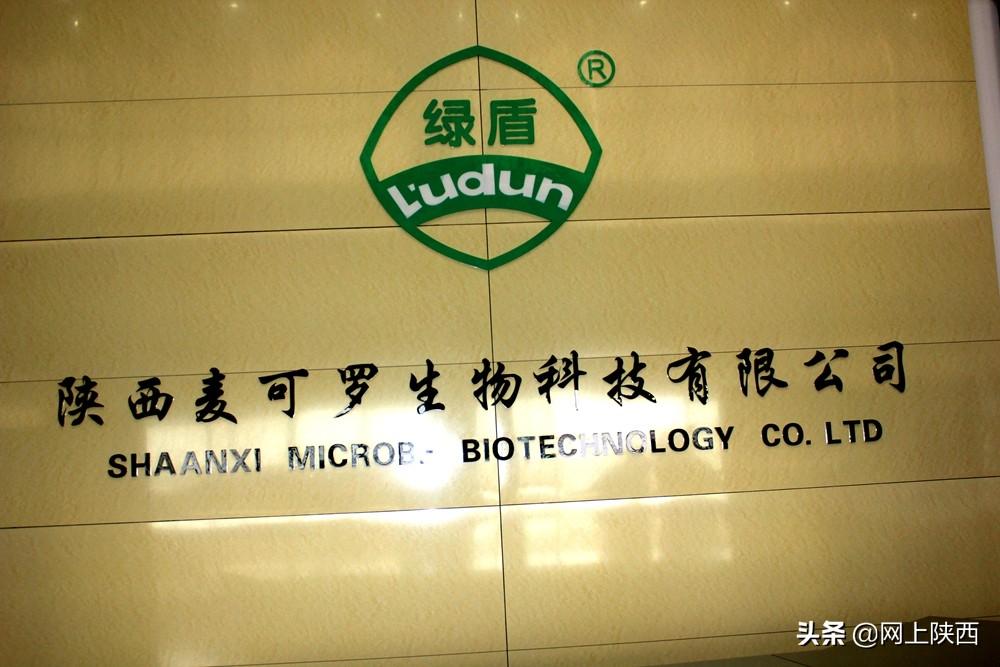 ®
绿盾
L'udun
陕西麦可罗生物科技有限公司
SHAANXI MICROB.- BIOTECHNOLOGY CO. LTD
头条 @网上陕西